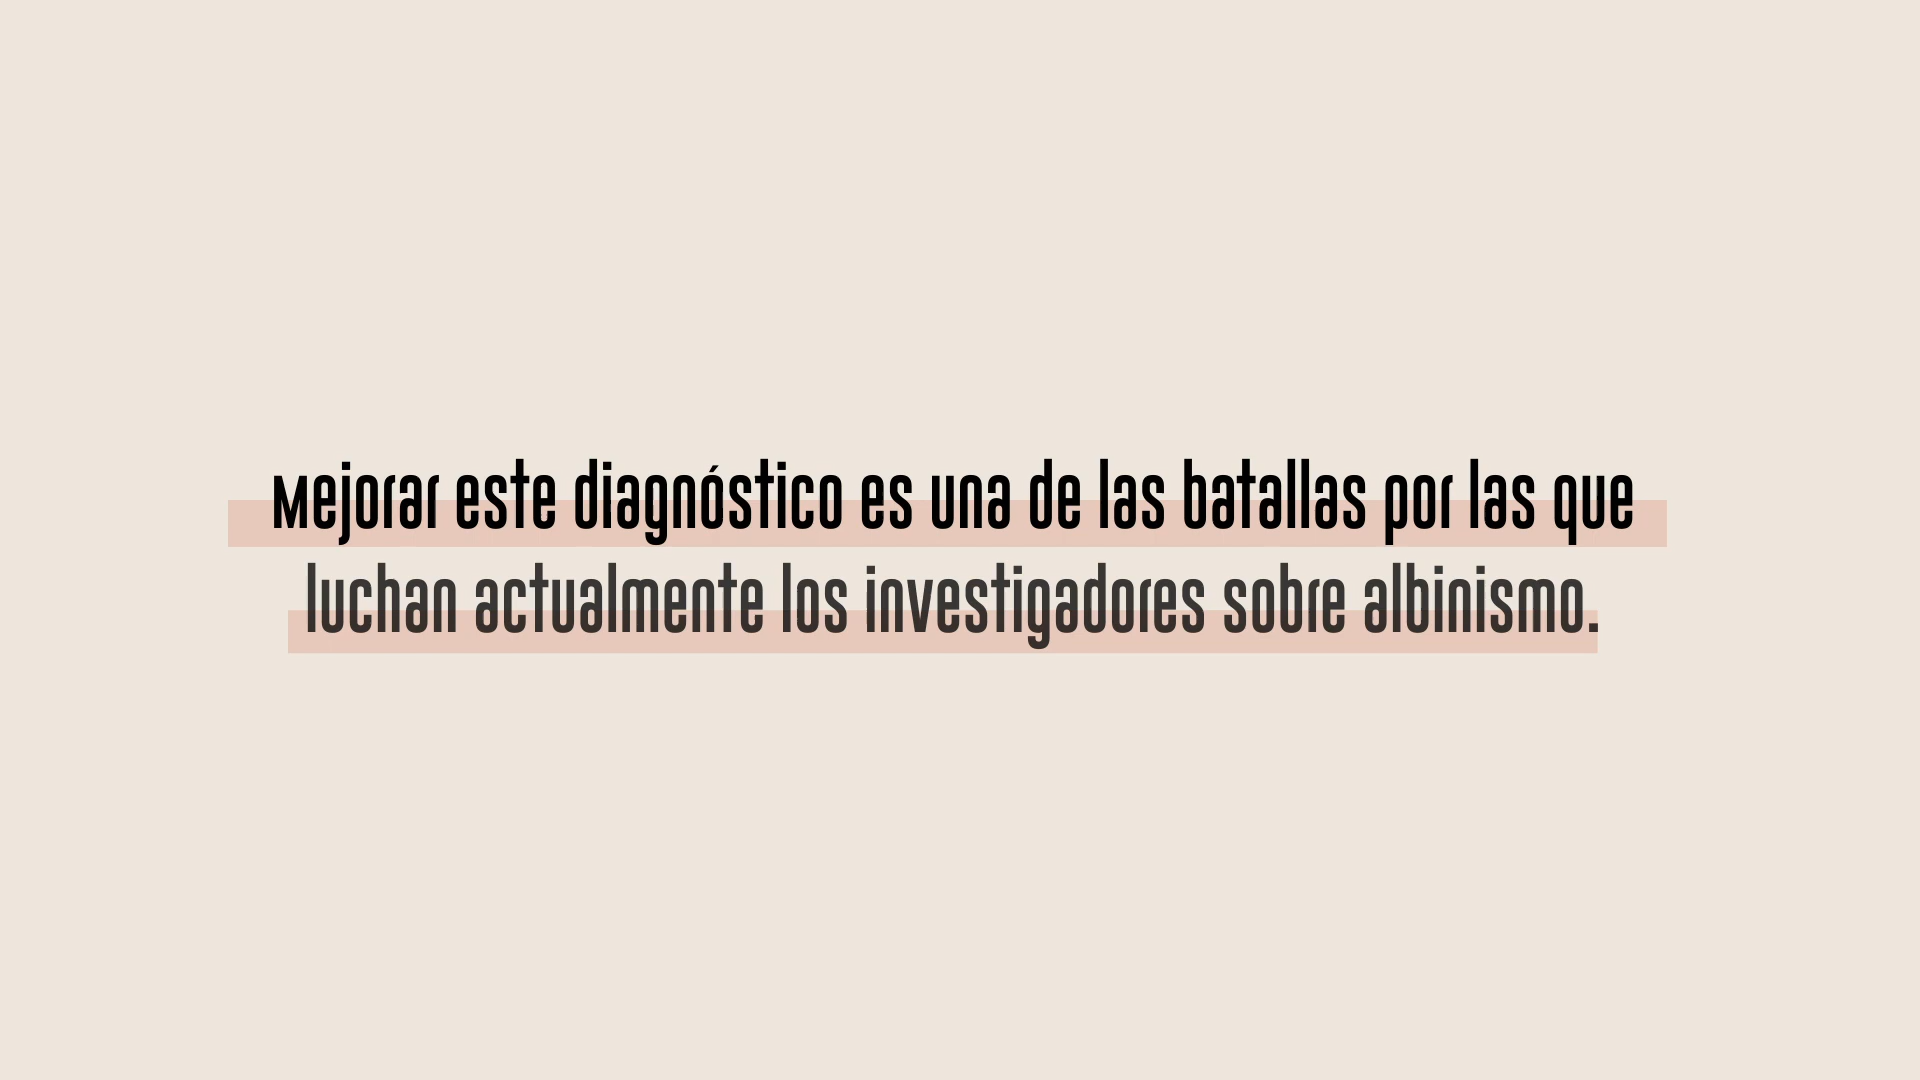 Mejorar este diagnóstico es una de las batallas por las que
luchan actualmente los investigadores sobre albinismo.